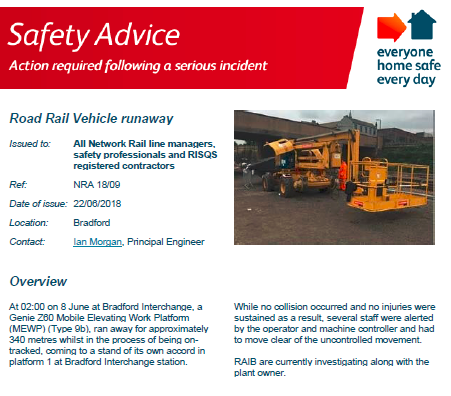 Safety Advice
Action required following a serious incident
everyone
home safe
every day
Road Rail Vehicle runaway
Issued to: All Network Rail line managers,
safety professionals and RISQS
registered contractors
Ref: NRA 18/09
Date of issue: 22/06/2018
Location: Bradford
Contact: Ian Morgan, Principal Engineer
Overview
At 02:00 on 8 June at Bradford Interchange, a
Genie Z60 Mobile Elevating Work Platform
(MEWP) (Type 9b), ran away for approximately
340 metres whilst in the process of being on-
tracked, coming to a stand of its own accord in
platform 1 at Bradford Interchange station.
While no collision occurred and no injuries were
sustained as a result, several staff were alerted
by the operator and machine controller and had
to move clear of the uncontrolled movement.
RAIB are currently investigating along with the
plant owner.